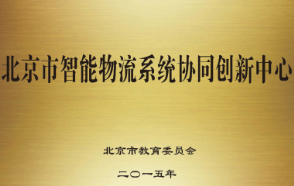 北京市智能物流系统协同创新中心
北京市教育委员会
二〇一五年